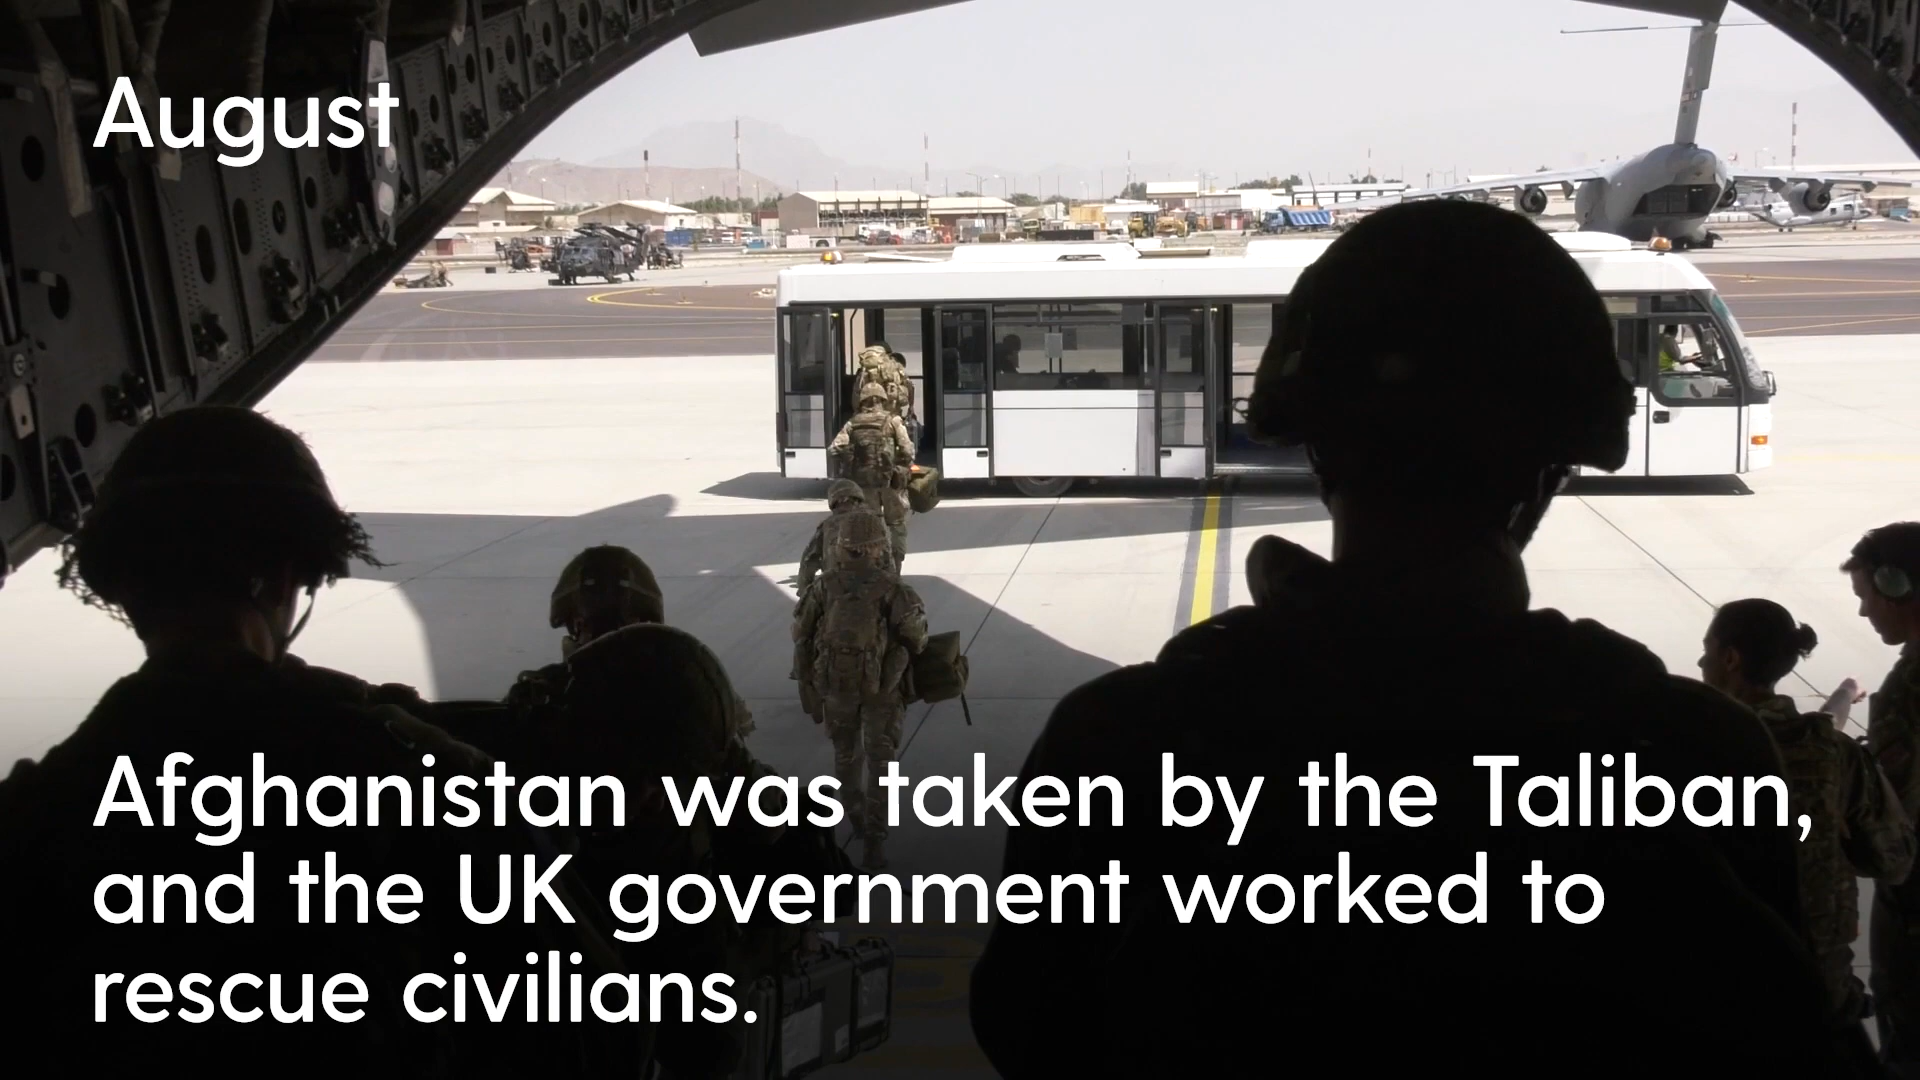 August
Afghanistan was taken by the Taliban,
and the UK government worked to
rescue civilians.